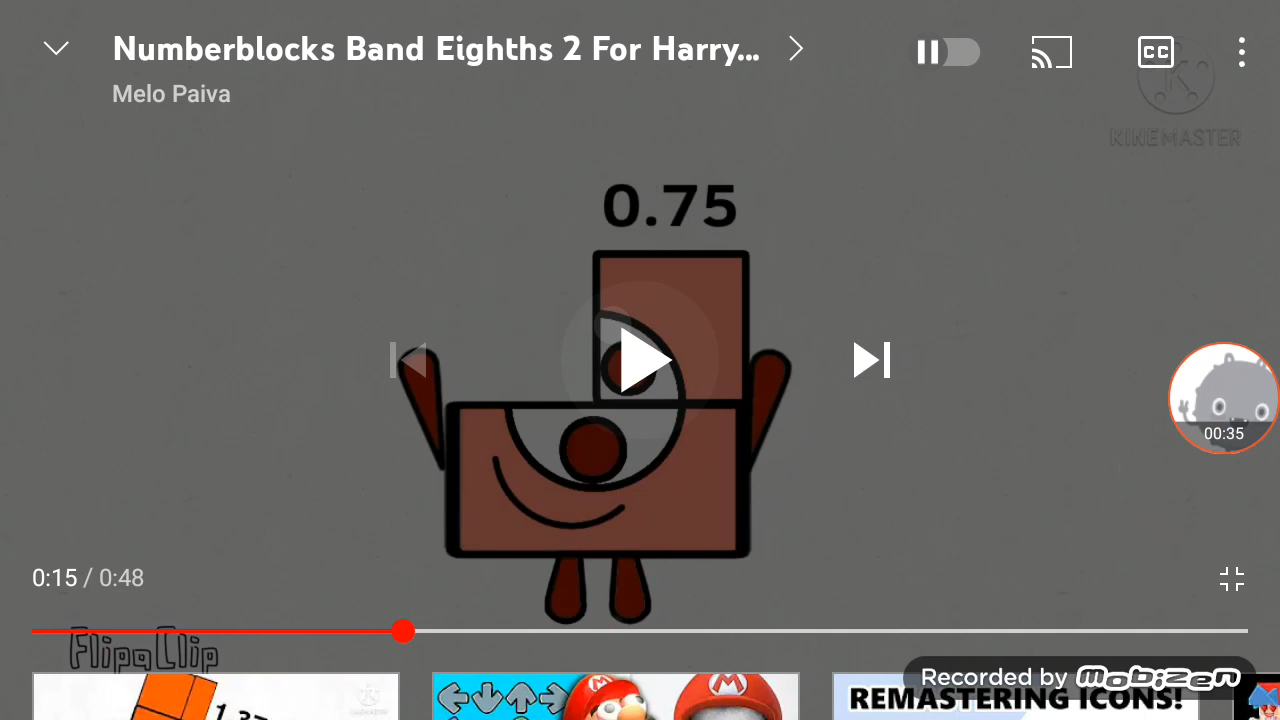 Numberblocks Band Eighths 2 For Harry...
Melo Paiva
CC
K
KINEMASTER
0.75
00:35
0:15 / 0:48
FlipaClip
Recorded by mobizen
REMASTERING ICONS!